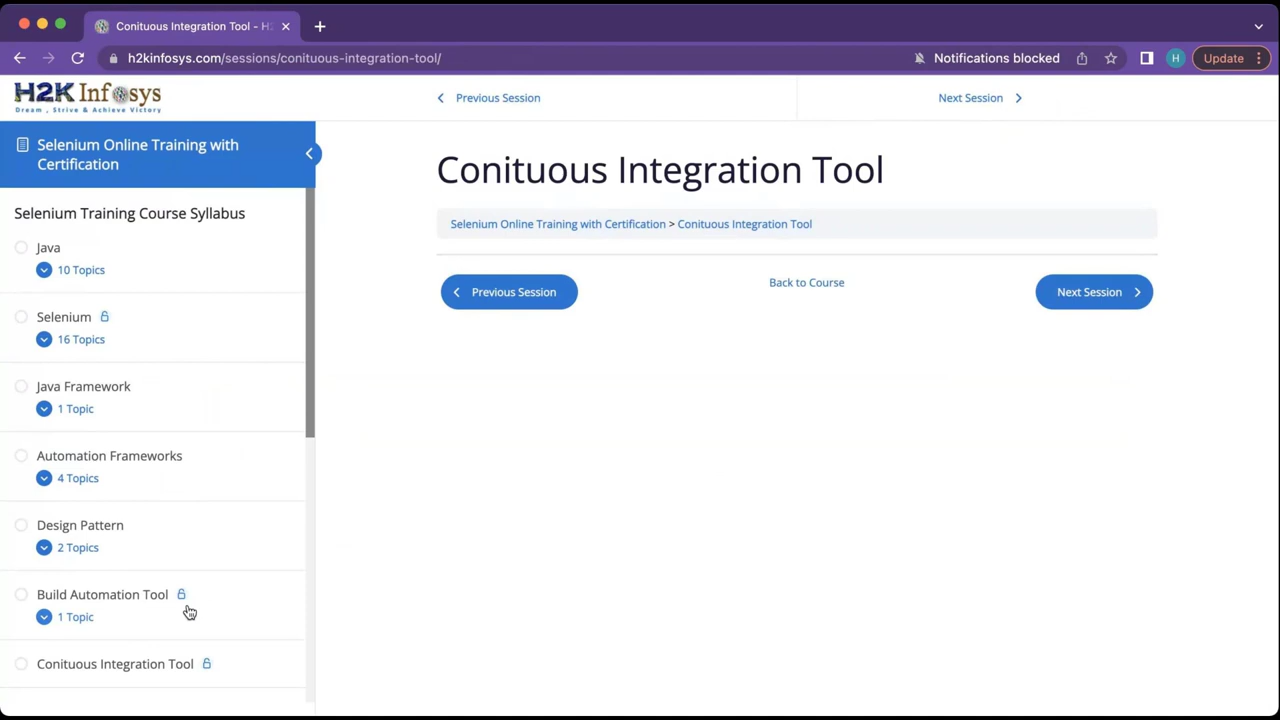 Conituous Integration Tool - H2
h2kinfosys.com/sessions/conituous-integration-tool/
Notifications blocked
H
Update
H2K Infosys
Dream , Strive & Achieve Victory
Previous Session
Next Session
Selenium Online Training with
Certification
Selenium Training Course Syllabus
Java
10 Topics
Selenium
16 Topics
Java Framework
1 Topic
Automation Frameworks
4 Topics
Design Pattern
2 Topics
Build Automation Tool
1 Topic
Conituous Integration Tool
Conituous Integration Tool
Selenium Online Training with Certification > Conituous Integration Tool
Previous Session
Back to Course
Next Session